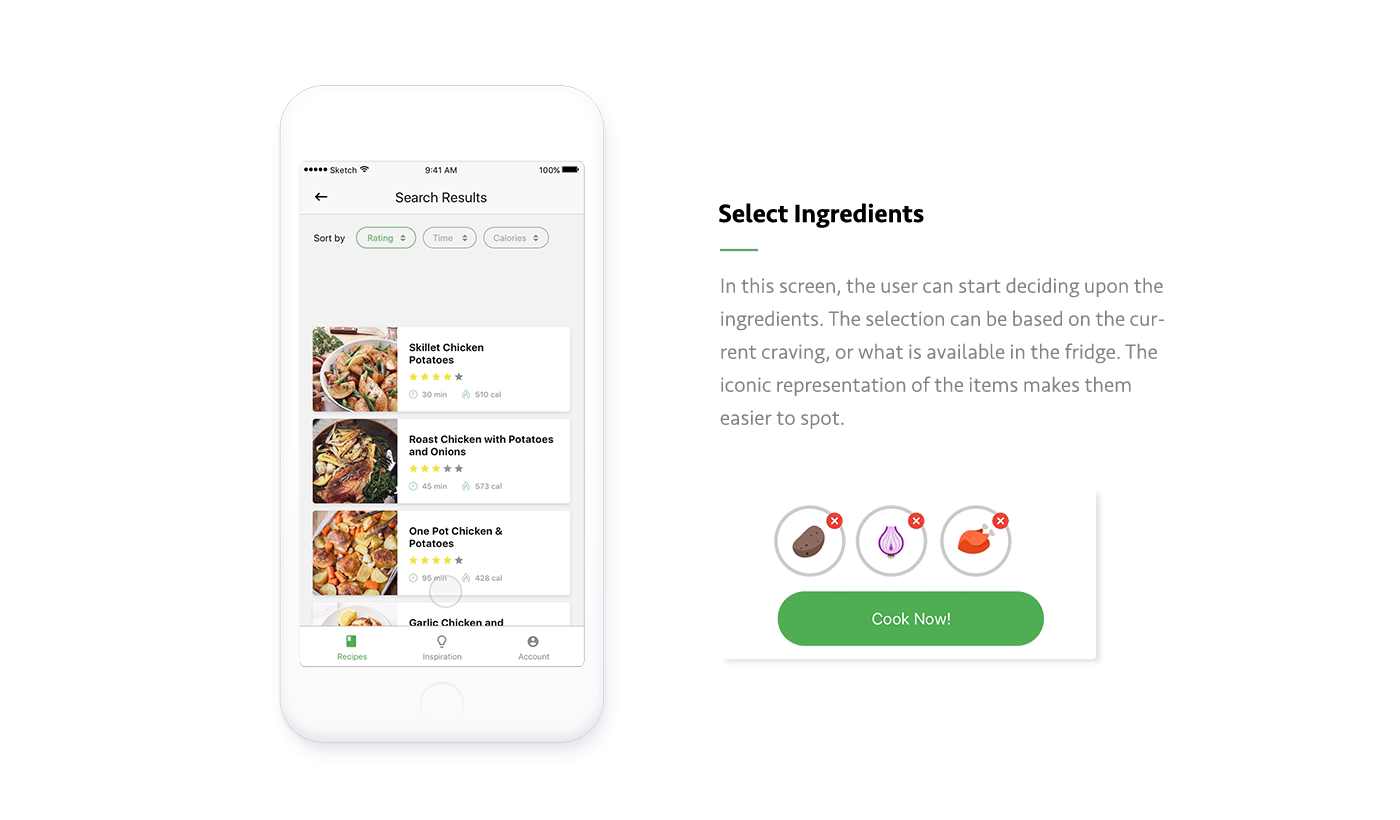 Sketch 9:41 AM 100%
Search Results
Sort by Rating Time Calories
Skillet Chicken
Potatoes
30 min 510 cal
Roast Chicken with Potatoes
and Onions
45 min 573 cal
One Pot Chicken &
Potatoes
95 min 428 cal
Garlic Chicken and
Recipes Inspiration Account
Select Ingredients
In this screen, the user can start deciding upon the
ingredients. The selection can be based on the cur-
rent craving, or what is available in the fridge. The
iconic representation of the items makes them
easier to spot.
Cook Now!